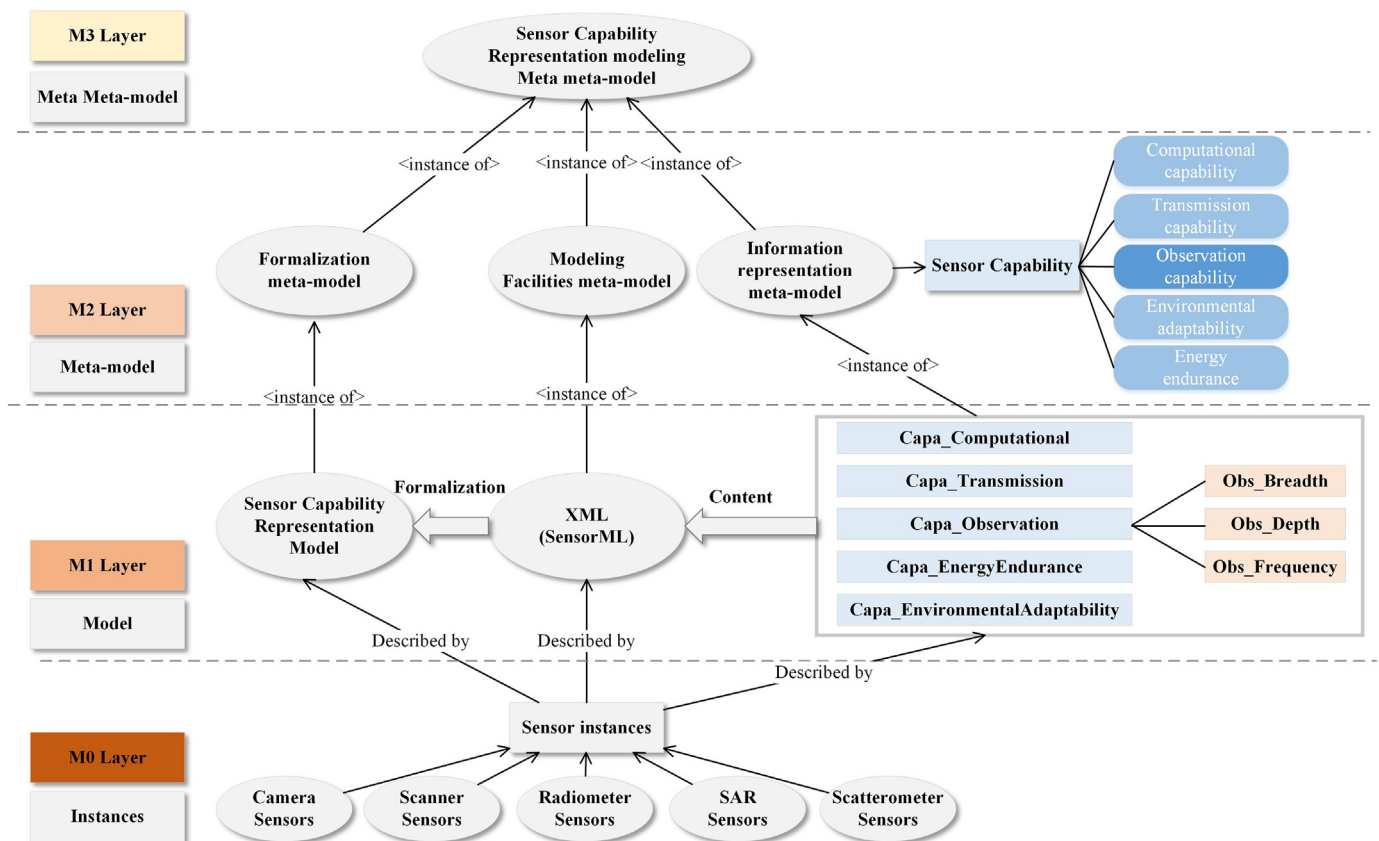 M3 Layer
Meta Meta-model
Sensor Capability
Representation modeling
Meta meta-model
<instance of>
<instance of>
<instance of>
M2 Layer
Meta-model
Formalization
meta-model
Modeling
Facilities meta-model
Information
representation
meta-model
Sensor Capability
Computational
capability
Transmission
capability
Observation
capability
Environmental
adaptability
Energy
endurance
<instance of>
<instance of>
<instance of>
M1 Layer
Model
Sensor Capability
Representation
Model
Formalization
XML
(SensorML)
Content
Capa_Computational
Capa_Transmission
Capa_Observation
Capa_EnergyEndurance
Capa_EnvironmentalAdaptability
Obs_Breadth
Obs_Depth
Obs_Frequency
Described by
Described by
Described by
M0 Layer
Instances
Sensor instances
Camera
Sensors
Scanner
Sensors
Radiometer
Sensors
SAR
Sensors
Scatterometer
Sensors